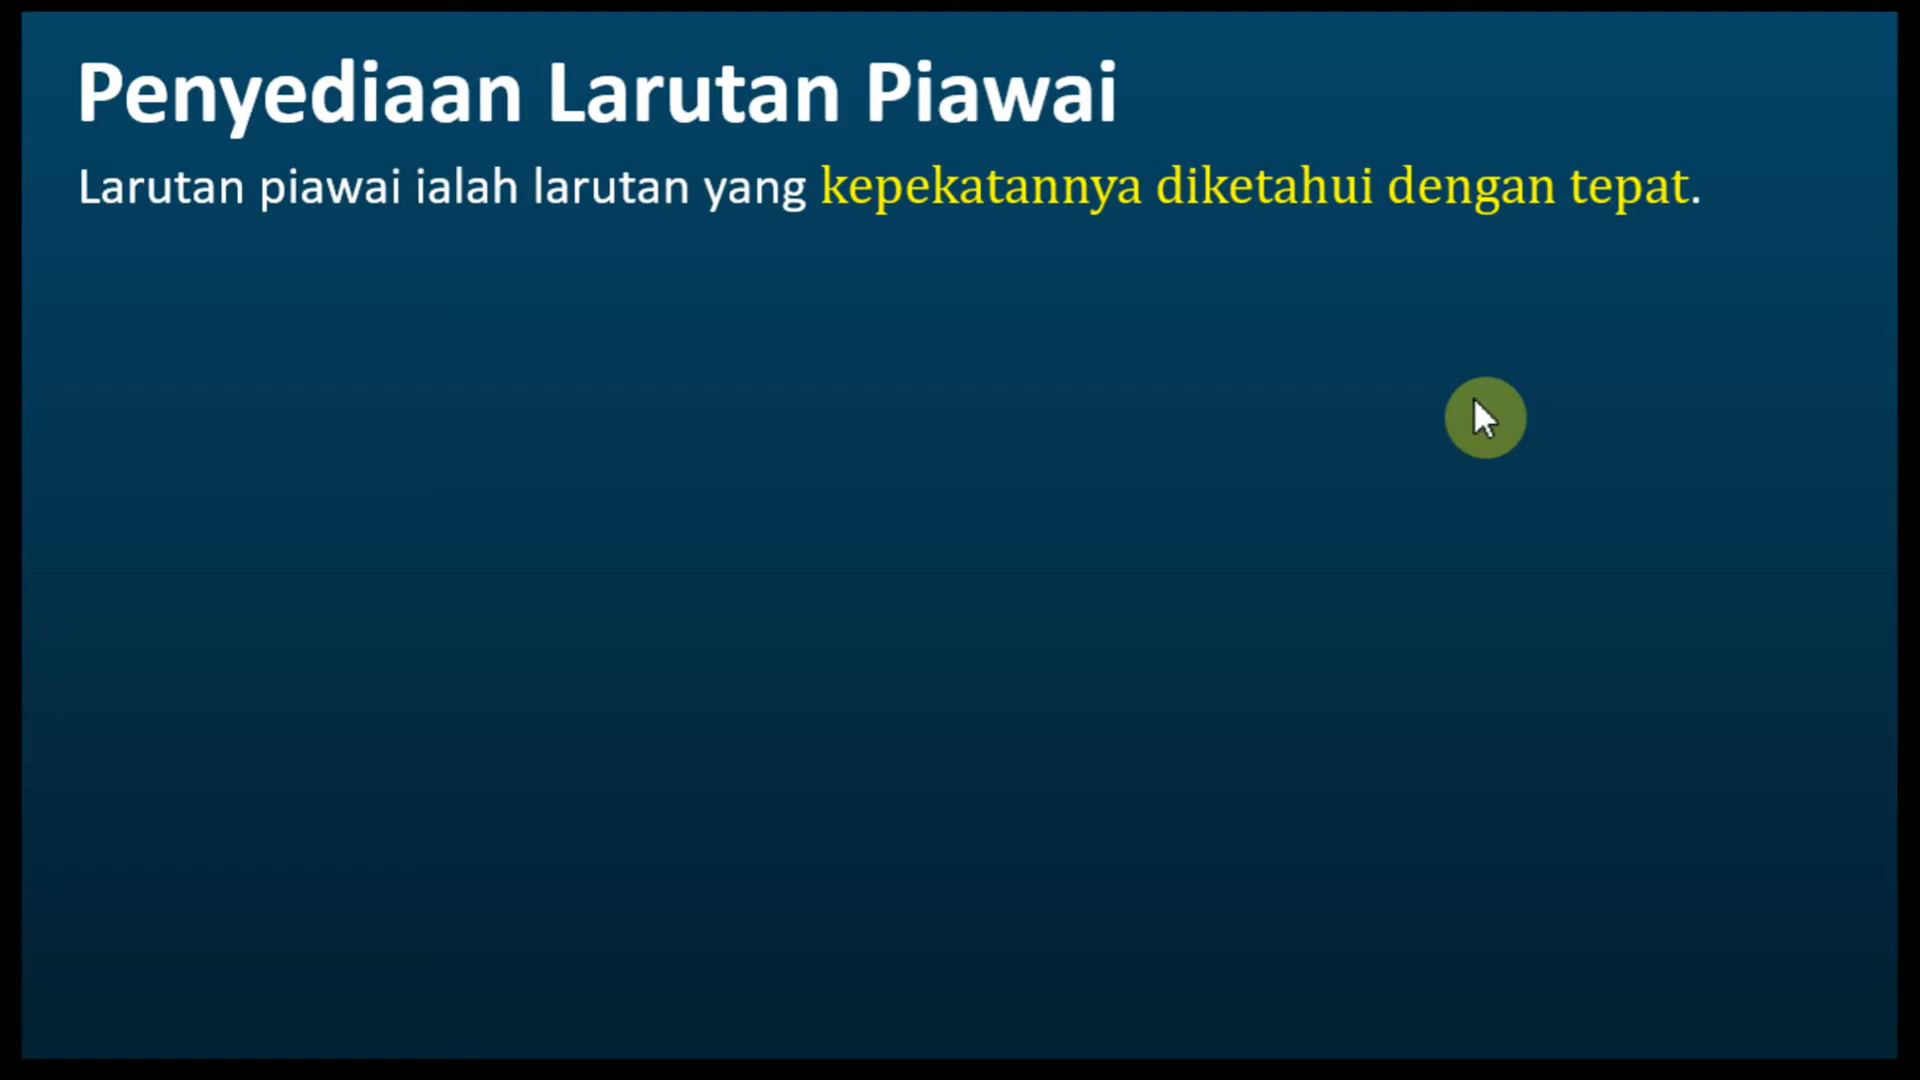 Penyediaan Larutan Piawai
Larutan piawai ialah larutan yang kepekatannya diketahui dengan tepat.